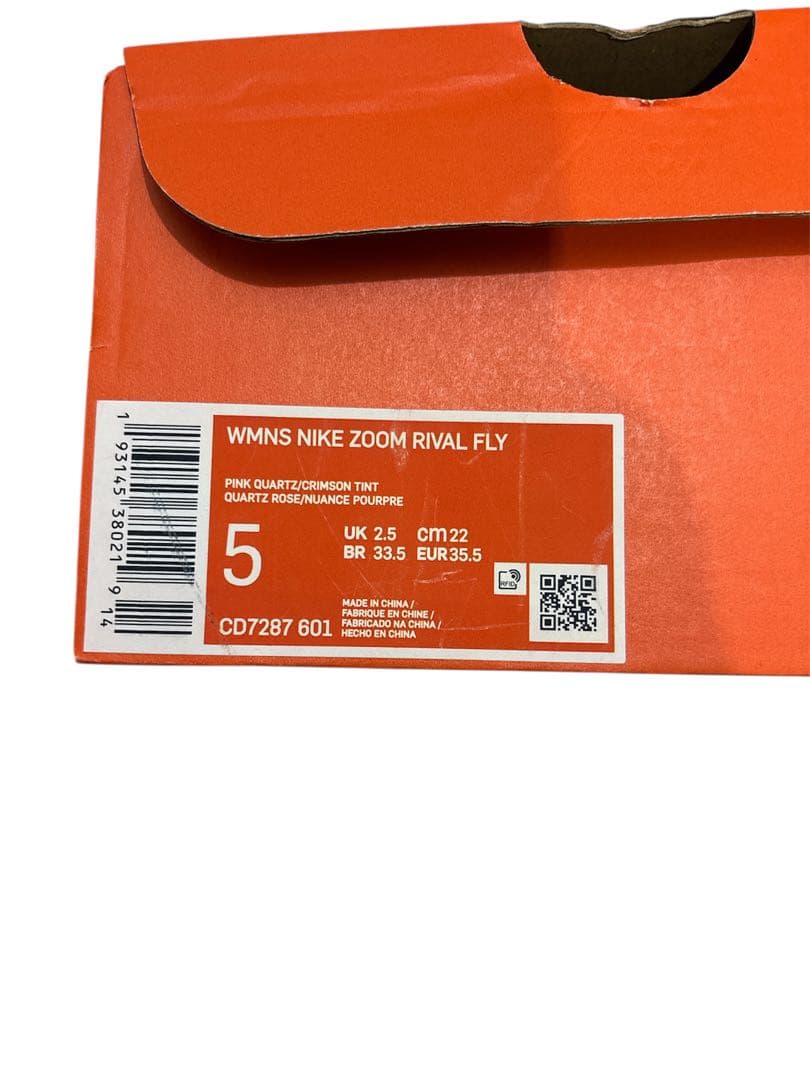 WMNS NIKE ZOOM RIVAL FLY
PINK QUARTZ/CRIMSON TINT
QUARTZ ROSE/NUANCE POURPRE
5
UK 2.5 cm 22
BR 33.5 EUR 35.5
CD7287 601
MADE IN CHINA /
FABRIQUE EN CHINE /
FABRICADO NA CHINA /
HECHO EN CHINA
RFID
1 93145 38021 9 14